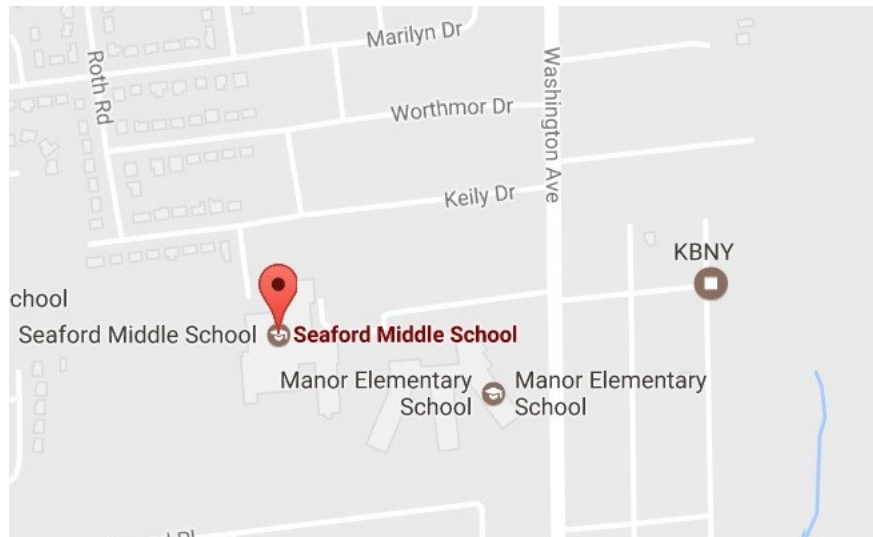 Marilyn Dr
Roth Rd
Washington Ave
Worthmor Dr
Keily Dr
KBNY
chool
Seaford Middle School
Seaford Middle School
Manor Elementary
School
Manor Elementary
School
Pl